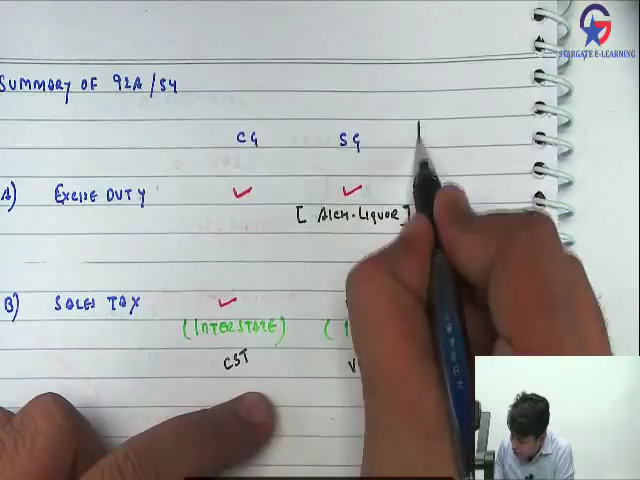 STARGATE E-LEARNING
SUMMARY OF 92A/54
CG SG
A) EXCISE DUTY
[ ALCH. LIQUOR ]
B) SALES TAX
(INTERSTATE) (
CST V